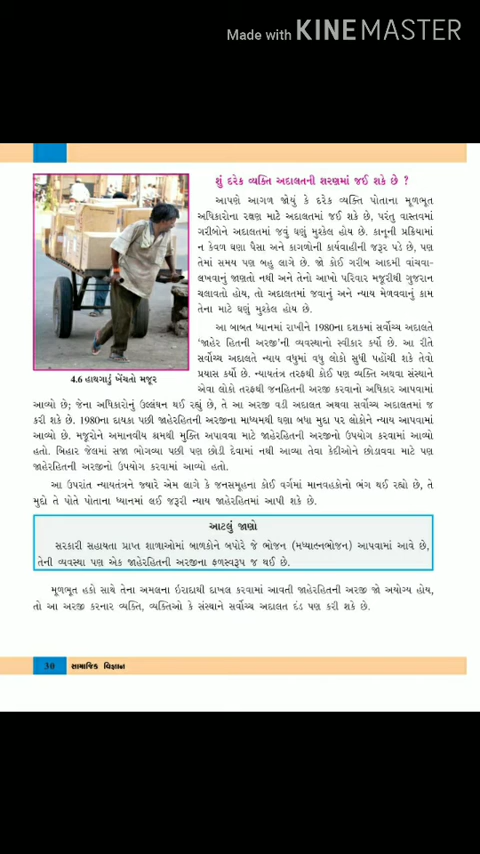 Made with KINEMASTER
શું દરેક વ્યક્તિ અદાલતની શરણમાં જઈ શકે છે ?
આપણે આગળ જોયું કે દરેક વ્યક્તિ પોતાના મૂળભૂત
અધિકારોના રક્ષણ માટે અદાલતમાં જઈ શકે છે, પરંતુ વાસ્તવમાં
ગરીબોને અદાલતમાં જવું ઘણું મુશ્કેલ હોય છે. કાનૂની પ્રક્રિયામાં
ન કેવળ ઘણા પૈસા અને કાગળોની કાર્યવાહીની જરૂર પડે છે, પણ
તેમાં સમય પણ બહુ લાગે છે. જો કોઈ ગરીબ આદમી વાંચવા-
લખવાનું જાણતો નથી અને તેનો આખો પરિવાર મજૂરીથી ગુજરાન
ચલાવતો હોય, તો અદાલતમાં જવાનું અને ન્યાય મેળવવાનું કામ
તેના માટે ઘણું મુશ્કેલ હોય છે.
આ બાબત ધ્યાનમાં રાખીને 1980ના દશકમાં સર્વોચ્ચ અદાલતે
'જાહેર હિતની અરજી'ની વ્યવસ્થાનો સ્વીકાર કર્યો છે. આ રીતે
સર્વોચ્ચ અદાલતે ન્યાય વધુમાં વધુ લોકો સુધી પહોંચી શકે તેવો
પ્રયાસ કર્યો છે. ન્યાયતંત્ર તરફથી કોઈ પણ વ્યક્તિ અથવા સંસ્થાને
4.6 હાથગાડું ખેંચતો મજૂર
એવા લોકો તરફથી જનહિતની અરજી કરવાનો અધિકાર આપવામાં
આવ્યો છે; જેના અધિકારોનું ઉલ્લંઘન થઈ રહ્યું છે, તે આ અરજી વડી અદાલત અથવા સર્વોચ્ચ અદાલતમાં જ
કરી શકે છે. 1980ના દાયકા પછી જાહેરહિતની અરજીના માધ્યમથી ઘણા બધા મુદા પર લોકોને ન્યાય આપવામાં
આવ્યો છે. મજૂરોને અમાનવીય શ્રમથી મુક્તિ અપાવવા માટે જાહેરહિતની અરજીનો ઉપયોગ કરવામાં આવ્યો
હતો. બિહાર જેલમાં સજા ભોગવ્યા પછી પણ છોડી દેવામાં નથી આવ્યા તેવા કેદીઓને છોડાવવા માટે પણ
જાહેરહિતની અરજીનો ઉપયોગ કરવામાં આવ્યો હતો.
આ ઉપરાંત ન્યાયતંત્રને જ્યારે એમ લાગે કે જનસમૂહના કોઈ વર્ગમાં માનવહકોનો ભંગ થઈ રહ્યો છે, તે
મુદો તે પોતે પોતાના ધ્યાનમાં લઈ જરૂરી ન્યાય જાહેરહિતમાં આપી શકે છે.
આટલું જાણો
સરકારી સહાયતા પ્રાપ્ત શાળાઓમાં બાળકોને બપોરે જે ભોજન (મધ્યાહ્નભોજન) આપવામાં આવે છે,
તેની વ્યવસ્થા પણ એક જાહેરહિતની અરજીના ફળસ્વરૂપ જ થઈ છે.
મૂળભૂત હકો સાથે તેના અમલના ઇરાદાથી દાખલ કરવામાં આવતી જાહેરહિતની અરજી જો અયોગ્ય હોય,
તો આ અરજી કરનાર વ્યક્તિ, વ્યક્તિઓ કે સંસ્થાને સર્વોચ્ચ અદાલત દંડ પણ કરી શકે છે.
30 સામાજિક વિજ્ઞાન